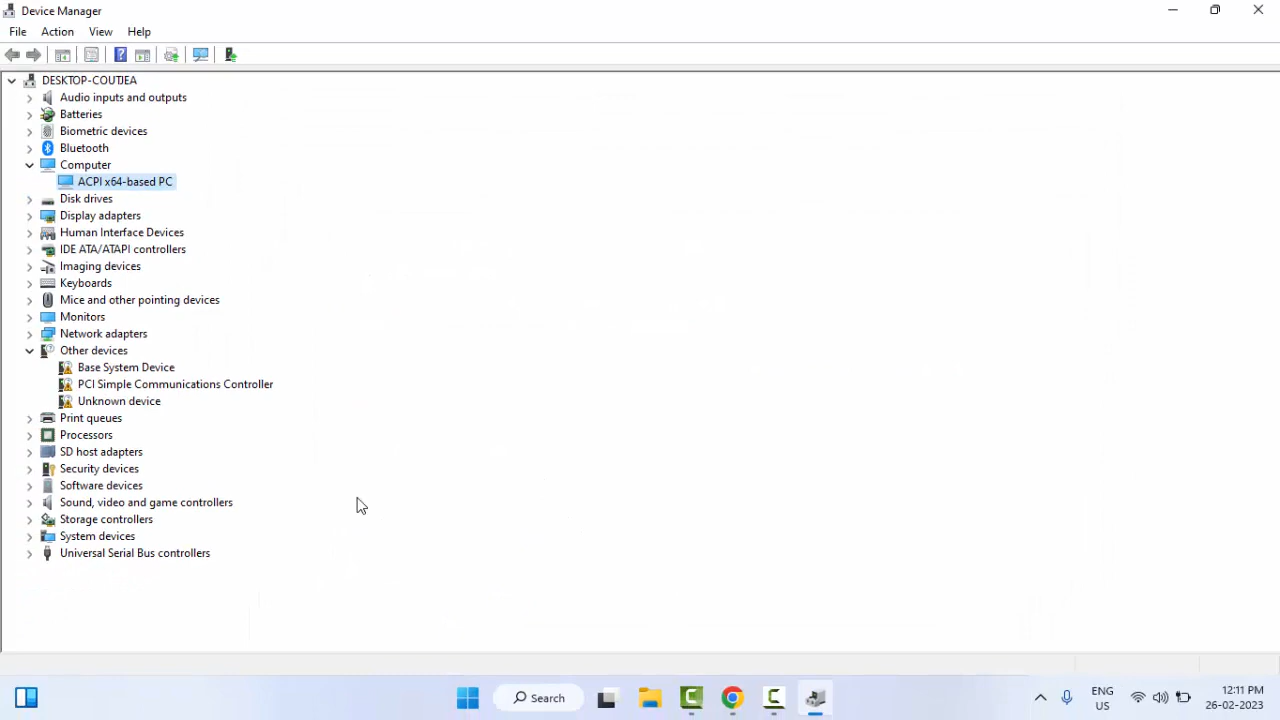 Device Manager
File Action View Help
DESKTOP-COUTJEA
Audio inputs and outputs
Batteries
Biometric devices
Bluetooth
Computer
ACPI x64-based PC
Disk drives
Display adapters
Human Interface Devices
IDE ATA/ATAPI controllers
Imaging devices
Keyboards
Mice and other pointing devices
Monitors
Network adapters
Other devices
Base System Device
PCI Simple Communications Controller
Unknown device
Print queues
Processors
SD host adapters
Security devices
Software devices
Sound, video and game controllers
Storage controllers
System devices
Universal Serial Bus controllers
Search
ENG
US
12:11 PM
26-02-2023